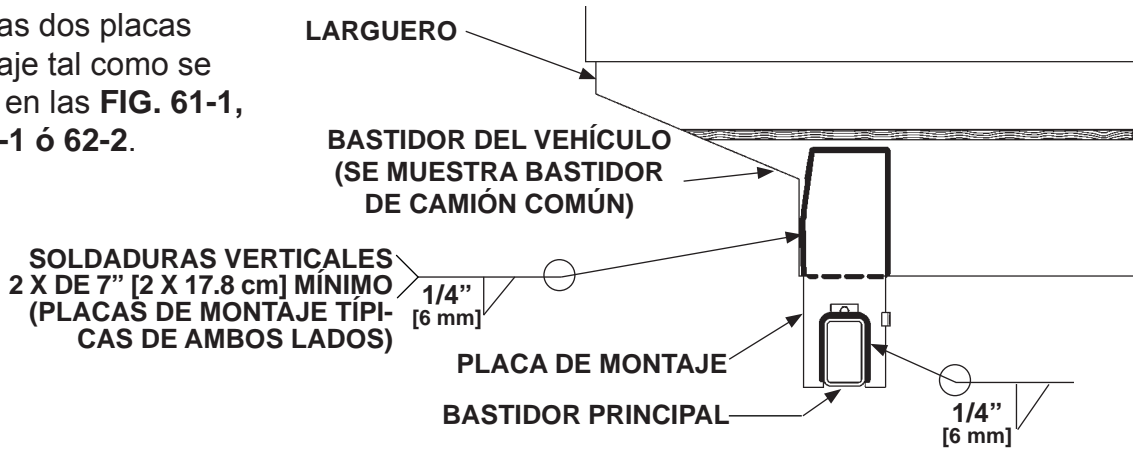 as dos placas
aje tal como se
en las FIG. 61-1,
-1 ó 62-2.
LARGUERO
BASTIDOR DEL VEHÍCULO
(SE MUESTRA BASTIDOR
DE CAMIÓN COMÚN)
SOLDADURAS VERTICALES
2 X DE 7” [2 X 17.8 cm] MÍNIMO
(PLACAS DE MONTAJE TÍPI-
CAS DE AMBOS LADOS)
1/4”
[6 mm]
PLACA DE MONTAJE
BASTIDOR PRINCIPAL
1/4”
[6 mm]